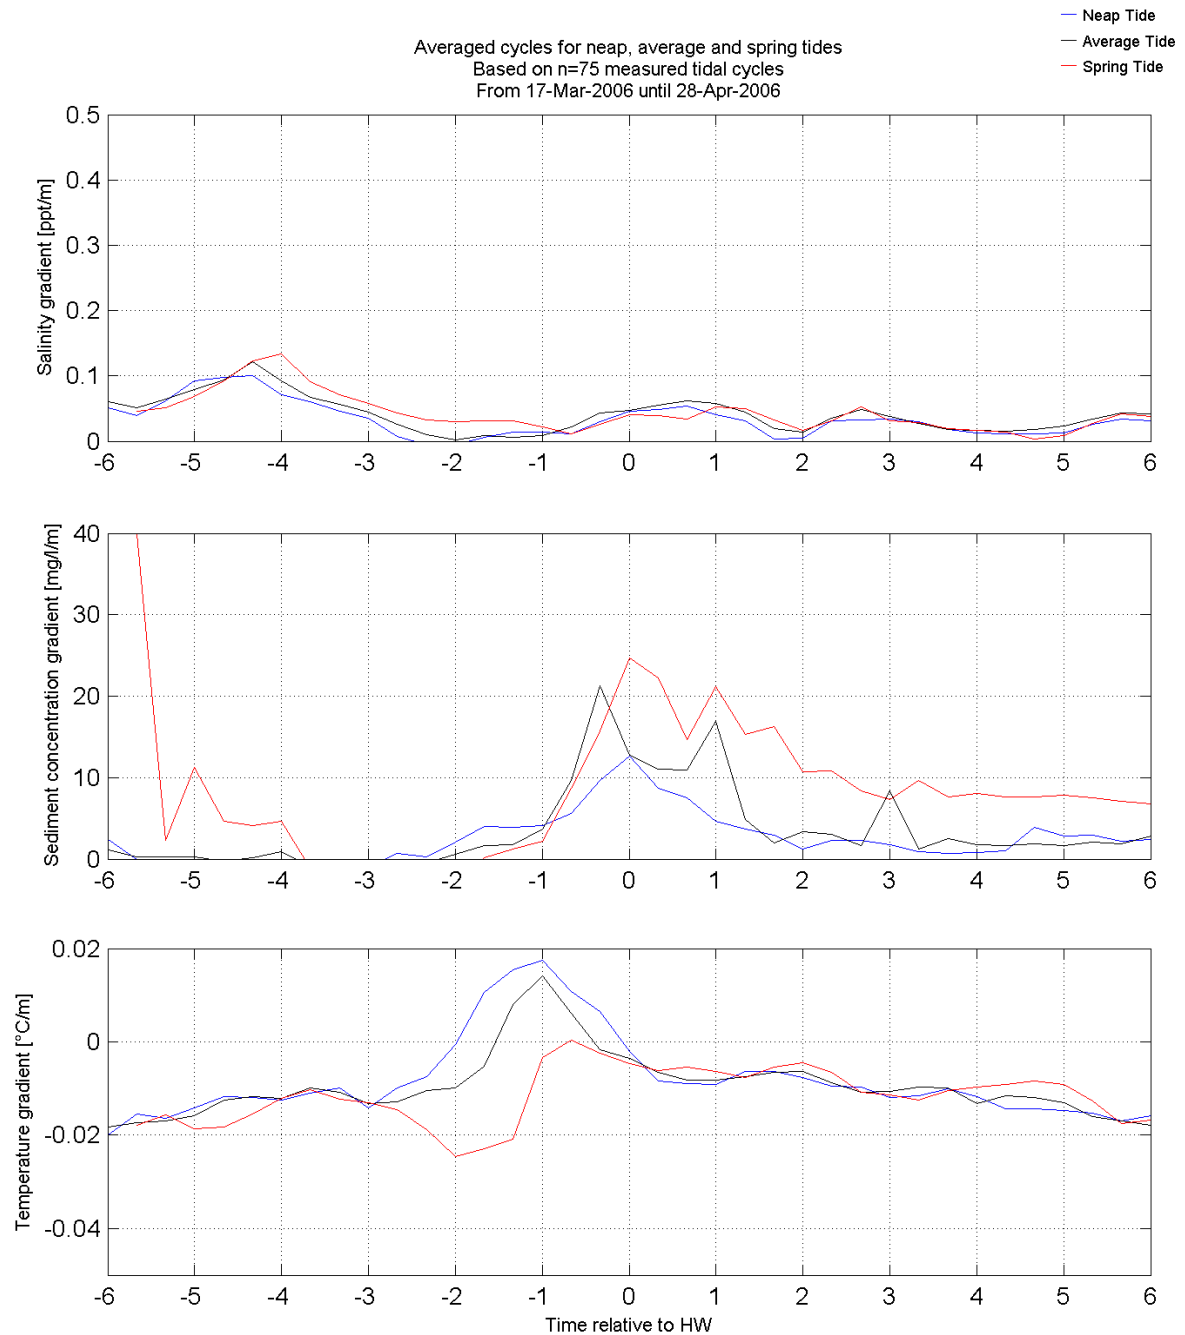 Neap Tide
Average Tide
Spring Tide
Averaged cycles for neap, average and spring tides
Based on n=75 measured tidal cycles
From 17-Mar-2006 until 28-Apr-2006
Salinity gradient [ppt/m]
0.5
0.4
0.3
0.2
0.1
0
-6 -5 -4 -3 -2 -1 0 1 2 3 4 5 6
Sediment concentration gradient [mg/l/m]
40
30
20
10
0
-6 -5 -4 -3 -2 -1 0 1 2 3 4 5 6
Temperature gradient [°C/m]
0.02
0
-0.02
-0.04
-6 -5 -4 -3 -2 -1 0 1 2 3 4 5 6
Time relative to HW